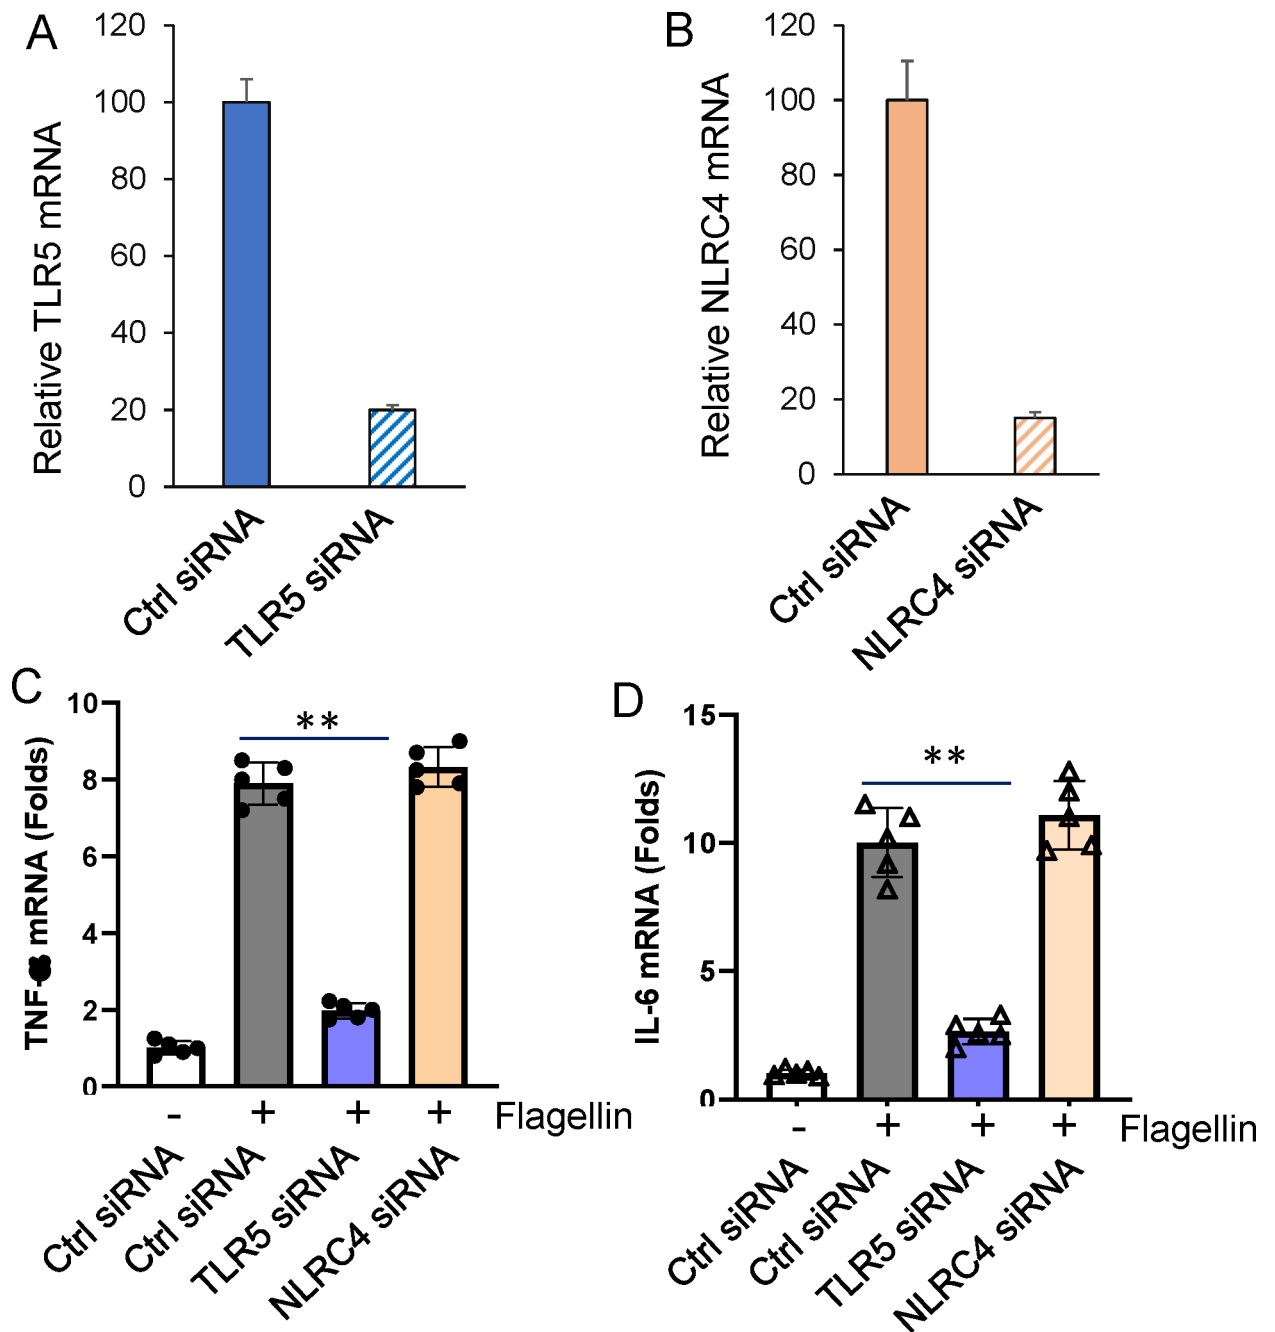 A
120
100
80
60
40
20
0
Relative TLR5 mRNA
Ctrl siRNA
TLR5 siRNA
B
120
100
80
60
40
20
0
Relative NLRC4 mRNA
Ctrl siRNA
NLRC4 siRNA
C
10
8
6
4
2
0
TNF- mRNA (Folds)
**
- + + + Flagellin
Ctrl siRNA
Ctrl siRNA
TLR5 siRNA
NLRC4 siRNA
D
15
10
5
0
IL-6 mRNA (Folds)
**
- + + + Flagellin
Ctrl siRNA
Ctrl siRNA
TLR5 siRNA
NLRC4 siRNA